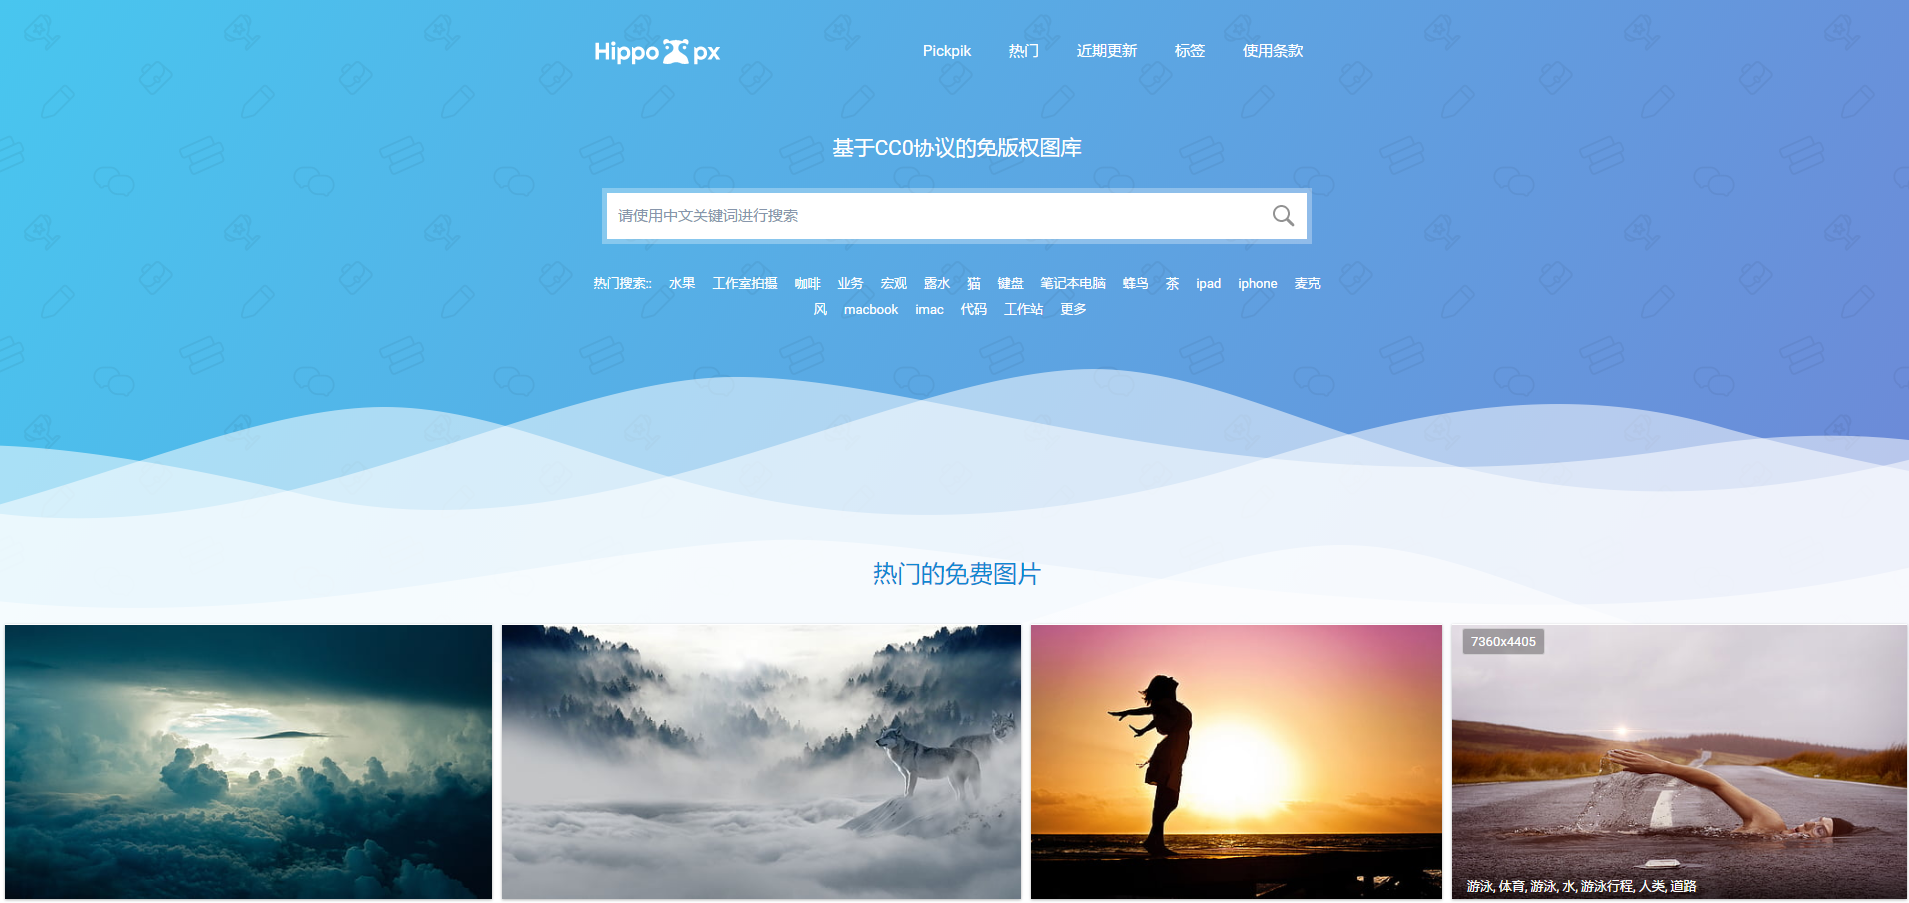 Hippopx
Pickpik 热门 近期更新 标签 使用条款
基于CC0协议的免版权图库
请使用中文关键词进行搜索
热门搜索:: 水果 工作室拍摄 咖啡 业务 宏观 露水 猫 键盘 笔记本电脑 蜂鸟 茶 ipad iphone 麦克
风 macbook imac 代码 工作站 更多
热门的免费图片
7360x4405
游泳, 体育, 游泳, 水, 游泳行程, 人类, 道路